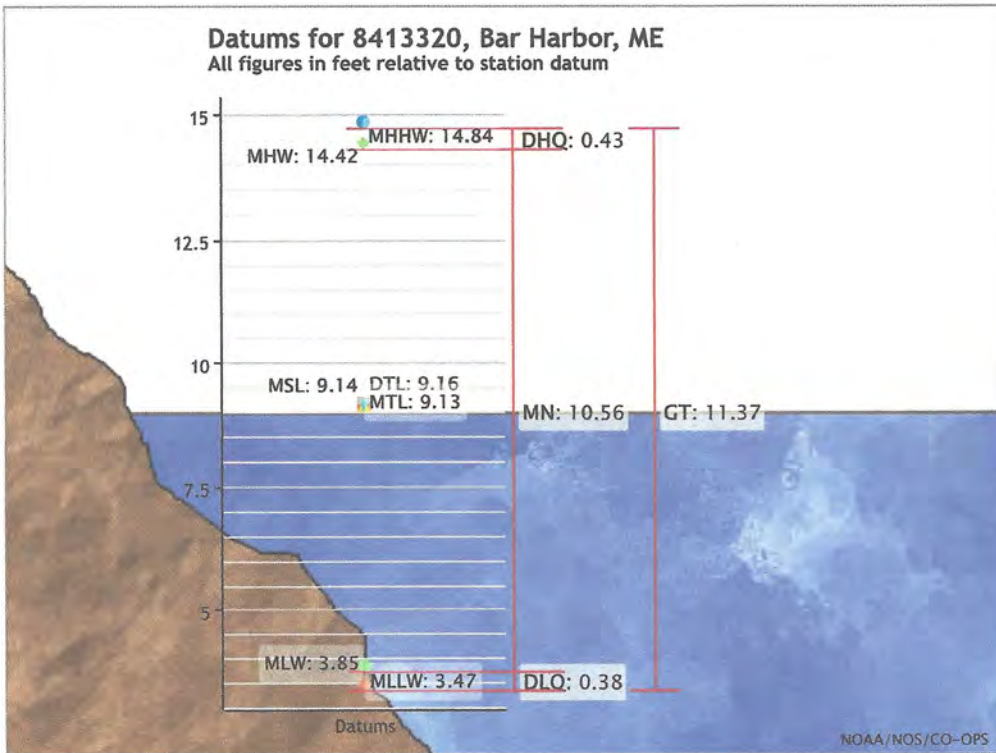 Datums for 8413320, Bar Harbor, ME
All figures in feet relative to station datum
15
MHHW: 14.84
DHQ: 0.43
MHW: 14.42
12.5
10
MSL: 9.14
DTL: 9.16
MTL: 9.13
MN: 10.56
GT: 11.37
7.5
5
MLW: 3.85
MLLW: 3.47
DLQ: 0.38
Datums
NOAA/NOS/CO-OPS